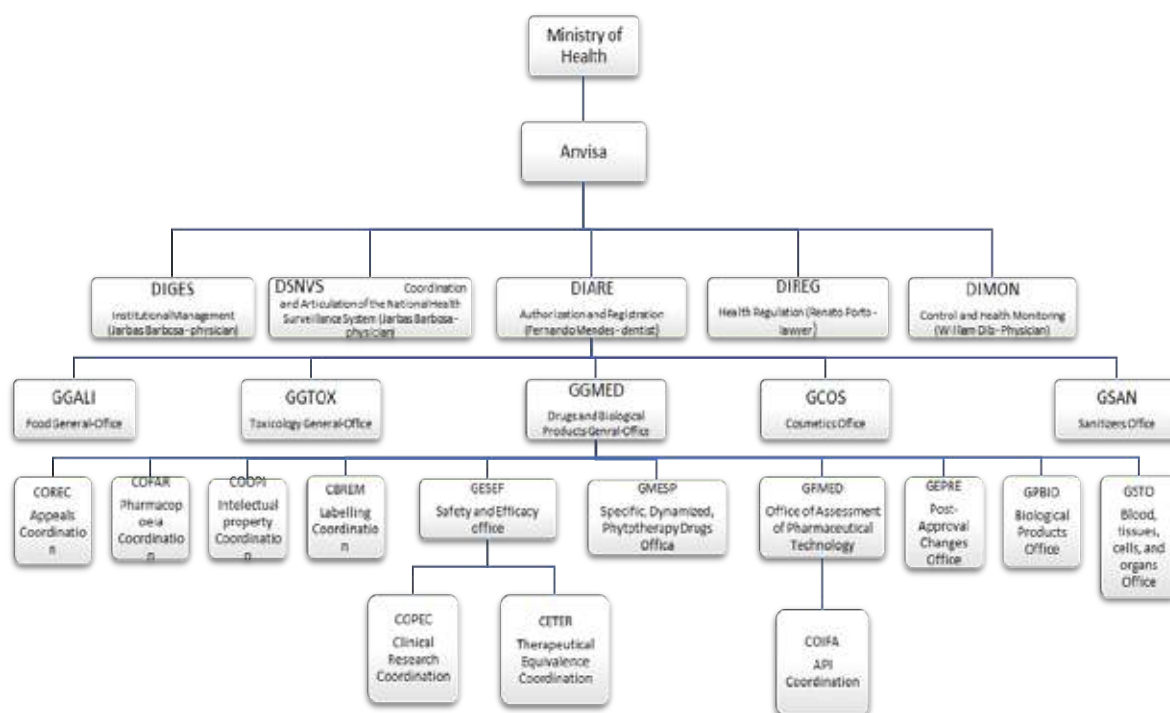 Ministry of
Health
Anvisa
DIGES
Institutional Management
(Jarbas Barbosa - physician)
DSNVS Coordination
and Articulation of the National Health
Surveillance System (Jarbas Barbosa -
physician)
DIARE
Authorization and Registration
(Fernando Mendes - dentist)
DIREG
Health Regulation (Renato Porto -
lawyer)
DIMON
Control and Health Monitoring
(William Dib - Physician)
GGALI
Food General-Office
GGTOX
Toxicology General-Office
GGMED
Drugs and Biological
Products Genral-Office
GCOS
Cosmetics Office
GSAN
Sanitizers Office
COREC
Appeals
Coordinatio
n
COFAR
Pharmacop
oeia
Coordinatio
n
COOPI
Intelectual
property
Coordinatio
n
CBREM
Labelling
Coordinatio
n
GESEF
Safety and Efficacy
office
GMESP
Specific, Dynamized,
Phytptherapy Drugs
Offica
GRMED
Office of Assessment
of Pharmaceutical
Technology
GEPRE
Post-
Approval
Changes
Office
GPBIO
Biological
Products
Office
GSTO
Blood,
tissues,
cells, and
organs
Office
COPEC
Clinical
Research
Coordination
CETER
Therapeutical
Equivalence
Coordination
COIFA
API
Coordination